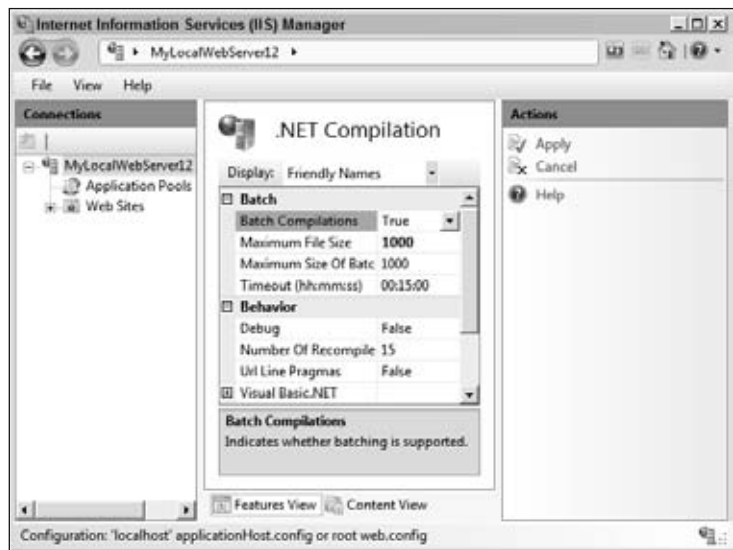 Internet Information Services (IIS) Manager
MyLocalWebServer12
File View Help
Connections
MyLocalWebServer12
Application Pools
Web Sites
.NET Compilation
Display: Friendly Names
Batch
Batch Compilations True
Maximum File Size 1000
Maximum Size Of Batc 1000
Timeout (hh:mm:ss) 00:15:00
Behavior
Debug False
Number Of Recompile 15
Url Line Pragmas False
Visual Basic.NET
Batch Compilations
Indicates whether batching is supported.
Features View Content View
Actions
Apply
Cancel
Help
Configuration: 'localhost' applicationHost.config or root web.config